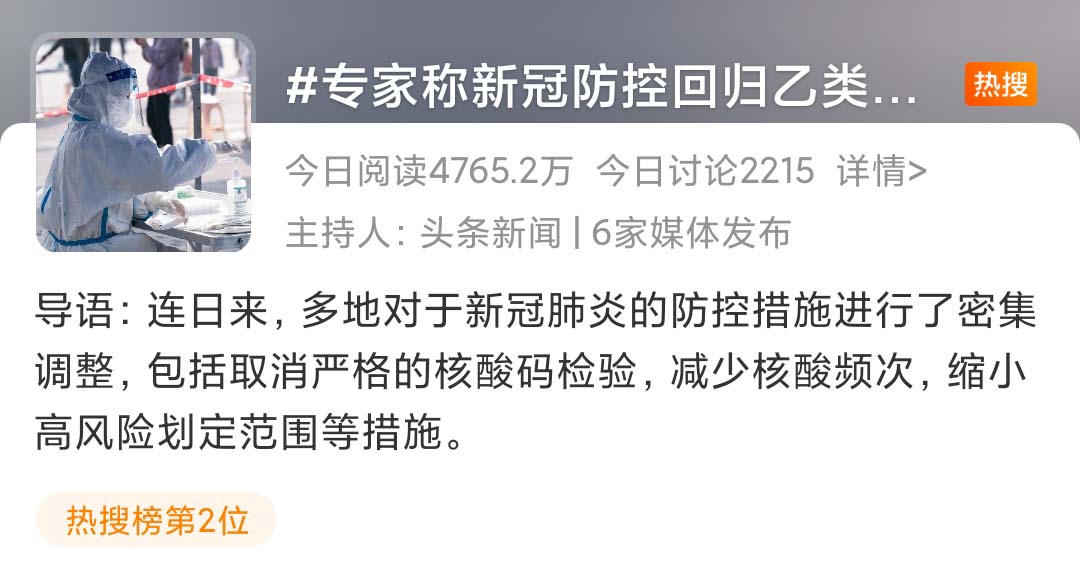 #专家称新冠防控回归乙类...
热搜
今日阅读4765.2万 今日讨论2215 详情>
主持人：头条新闻 | 6家媒体发布
导语：连日来，多地对于新冠肺炎的防控措施进行了密集
调整，包括取消严格的核酸码检验，减少核酸频次，缩小
高风险划定范围等措施。
热搜榜第2位